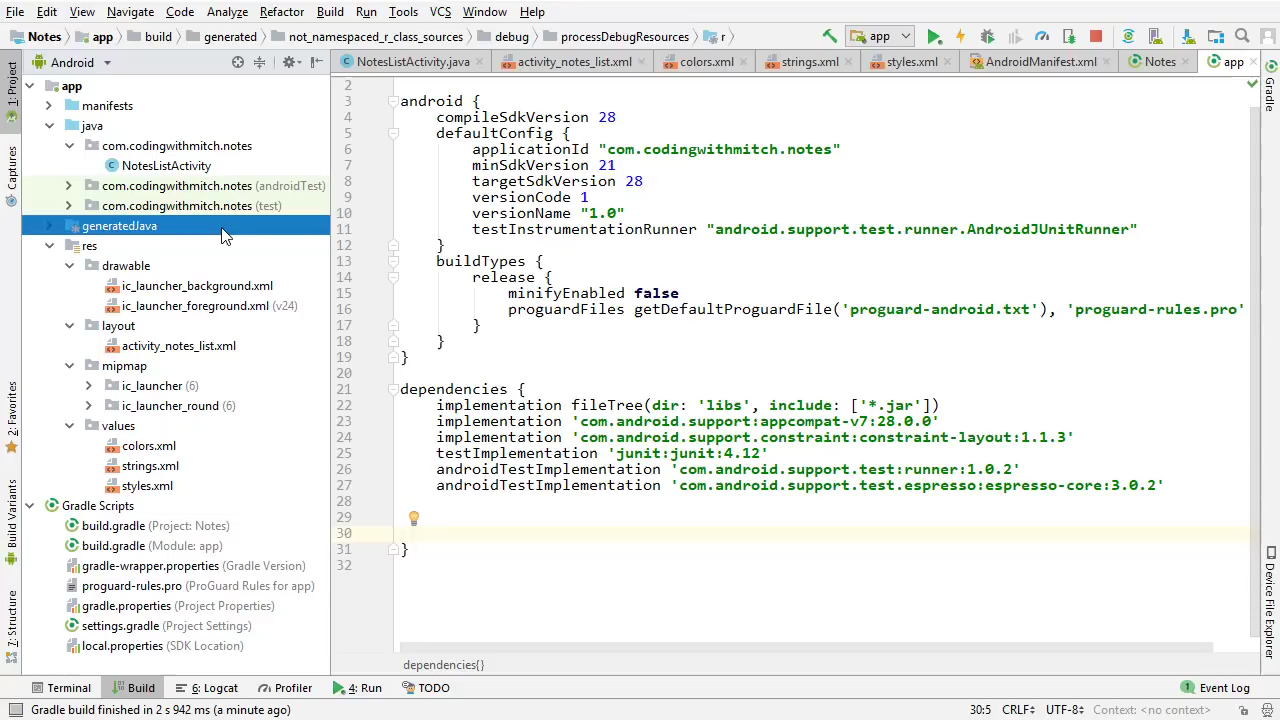 File Edit View Navigate Code Analyze Refactor Build Run Tools VCS Window Help
Notes app build generated not_namespaced_r_class_sources debug processDebugResources r app
1: Project
Captures
2: Favorites
Build Variants
7: Structure
Android
NotesListActivity.java activity_notes_list.xml colors.xml strings.xml styles.xml AndroidManifest.xml Notes app
app
manifests
java
com.codingwithmitch.notes
NotesListActivity
com.codingwithmitch.notes (androidTest)
com.codingwithmitch.notes (test)
generatedJava
res
drawable
ic_launcher_background.xml
ic_launcher_foreground.xml (v24)
layout
activity_notes_list.xml
mipmap
ic_launcher (6)
ic_launcher_round (6)
values
colors.xml
strings.xml
styles.xml
Gradle Scripts
build.gradle (Project: Notes)
build.gradle (Module: app)
gradle-wrapper.properties (Gradle Version)
proguard-rules.pro (ProGuard Rules for app)
gradle.properties (Project Properties)
settings.gradle (Project Settings)
local.properties (SDK Location)
2
3 android {
4 compileSdkVersion 28
5 defaultConfig {
6 applicationId "com.codingwithmitch.notes"
7 minSdkVersion 21
8 targetSdkVersion 28
9 versionCode 1
10 versionName "1.0"
11 testInstrumentationRunner "android.support.test.runner.AndroidJUnitRunner"
12 }
13 buildTypes {
14 release {
15 minifyEnabled false
16 proguardFiles getDefaultProguardFile('proguard-android.txt'), 'proguard-rules.pro'
17 }
18 }
19 }
20
21 dependencies {
22 implementation fileTree(dir: 'libs', include: ['*.jar'])
23 implementation 'com.android.support:appcompat-v7:28.0.0'
24 implementation 'com.android.support.constraint:constraint-layout:1.1.3'
25 testImplementation 'junit:junit:4.12'
26 androidTestImplementation 'com.android.support.test:runner:1.0.2'
27 androidTestImplementation 'com.android.support.test.espresso:espresso-core:3.0.2'
28
29
30
31 }
32
dependencies{}
Gradle
Device File Explorer
Terminal Build 6: Logcat Profiler 4: Run TODO 1 Event Log
Gradle build finished in 2 s 942 ms (a minute ago) 30:5 CRLF UTF-8 Context: <no context>